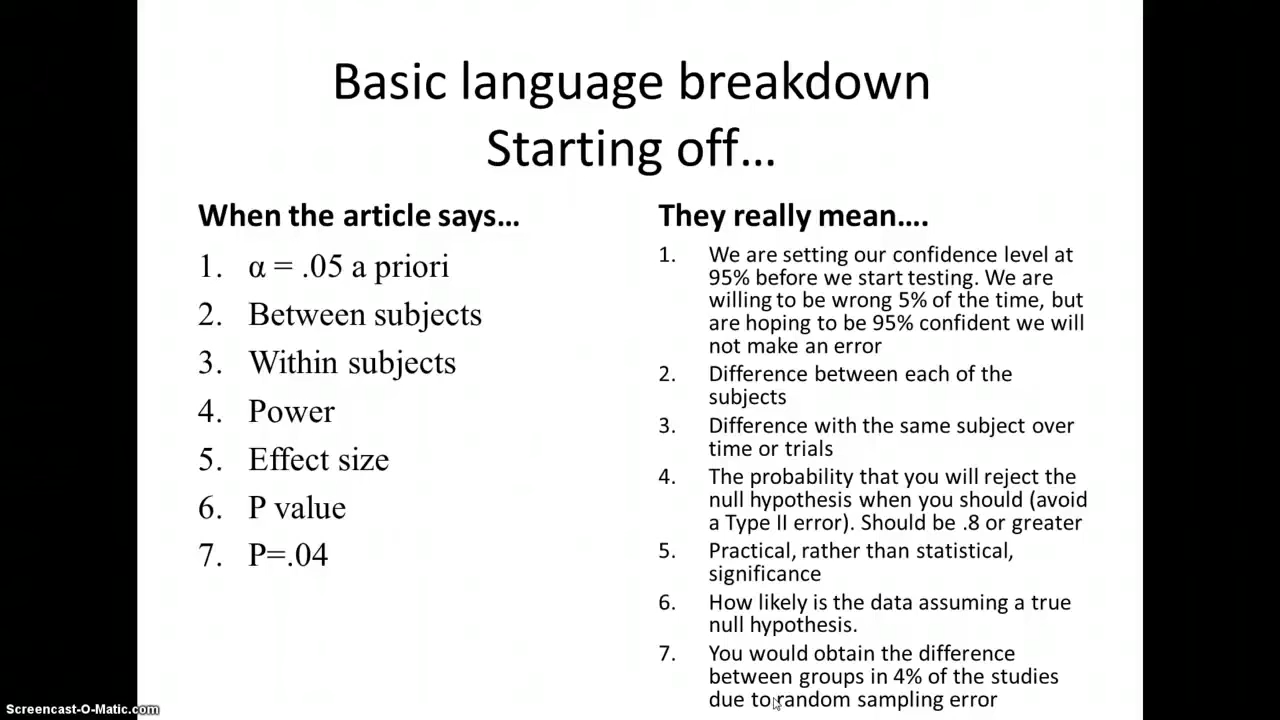 Basic language breakdown
Starting off...
When the article says...
1. α = .05 a priori
2. Between subjects
3. Within subjects
4. Power
5. Effect size
6. P value
7. P=.04
They really mean....
1. We are setting our confidence level at
95% before we start testing. We are
willing to be wrong 5% of the time, but
are hoping to be 95% confident we will
not make an error
2. Difference between each of the
subjects
3. Difference with the same subject over
time or trials
4. The probability that you will reject the
null hypothesis when you should (avoid
a Type II error). Should be .8 or greater
5. Practical, rather than statistical,
significance
6. How likely is the data assuming a true
null hypothesis.
7. You would obtain the difference
between groups in 4% of the studies
due to random sampling error
Screencast-O-Matic.com